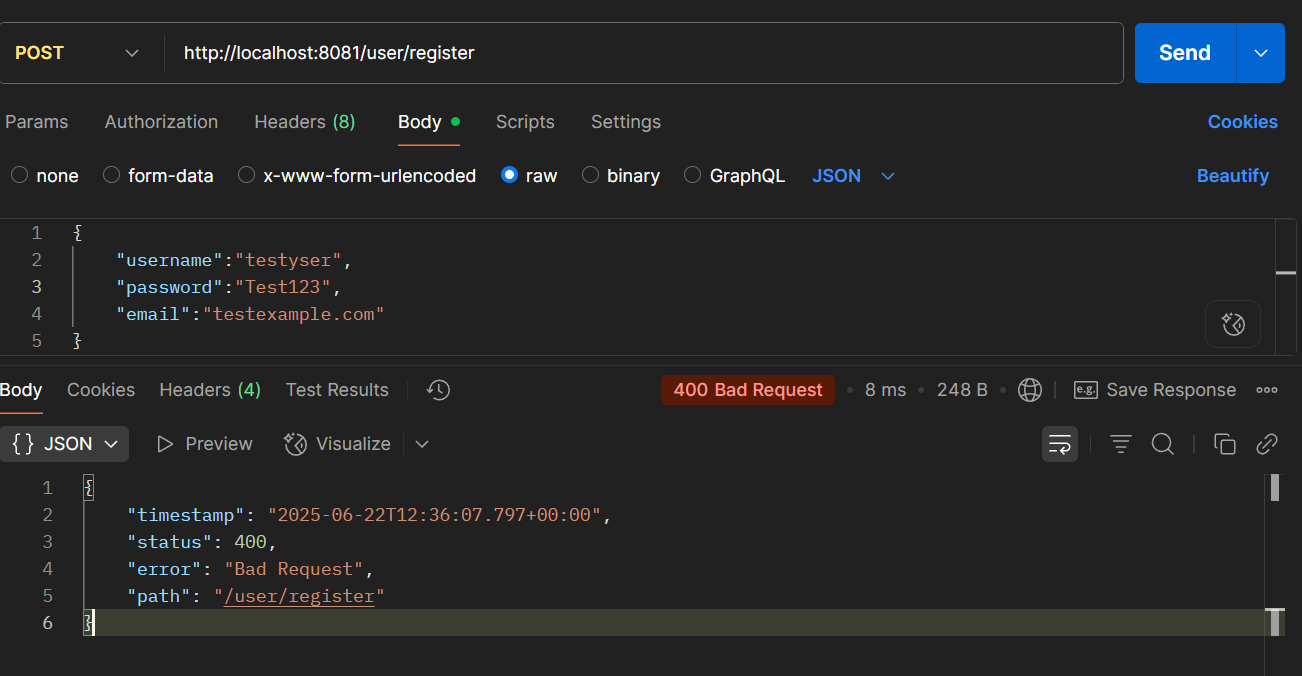 POST http://localhost:8081/user/register Send
Params Authorization Headers (8) Body Scripts Settings Cookies
none form-data x-www-form-urlencoded raw binary GraphQL JSON Beautify
1 {
2 "username":"testyser",
3 "password":"Test123",
4 "email":"testexample.com"
5 }
Body Cookies Headers (4) Test Results 400 Bad Request 8 ms 248 B e.g. Save Response
{} JSON Preview Visualize
1 {
2 "timestamp": "2025-06-22T12:36:07.797+00:00",
3 "status": 400,
4 "error": "Bad Request",
5 "path": "/user/register"
6 }